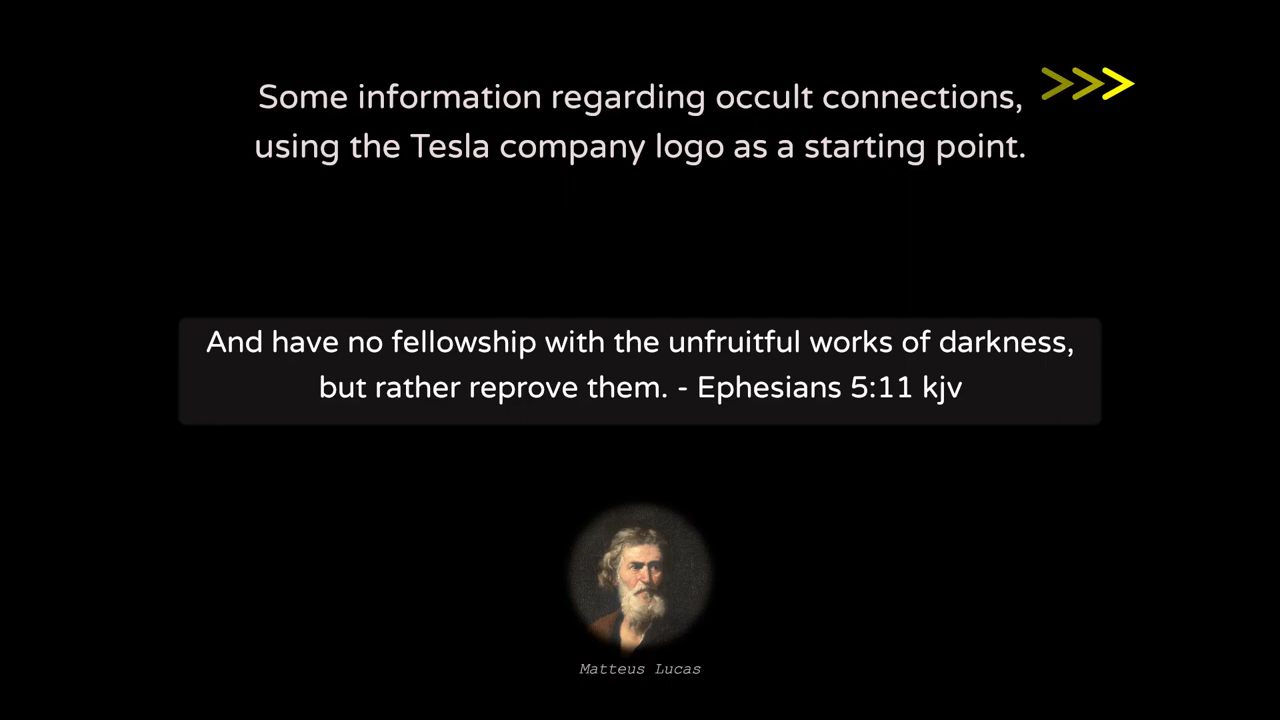 Some information regarding occult connections,
using the Tesla company logo as a starting point.
And have no fellowship with the unfruitful works of darkness,
but rather reprove them. - Ephesians 5:11 kjv
Matteus Lucas